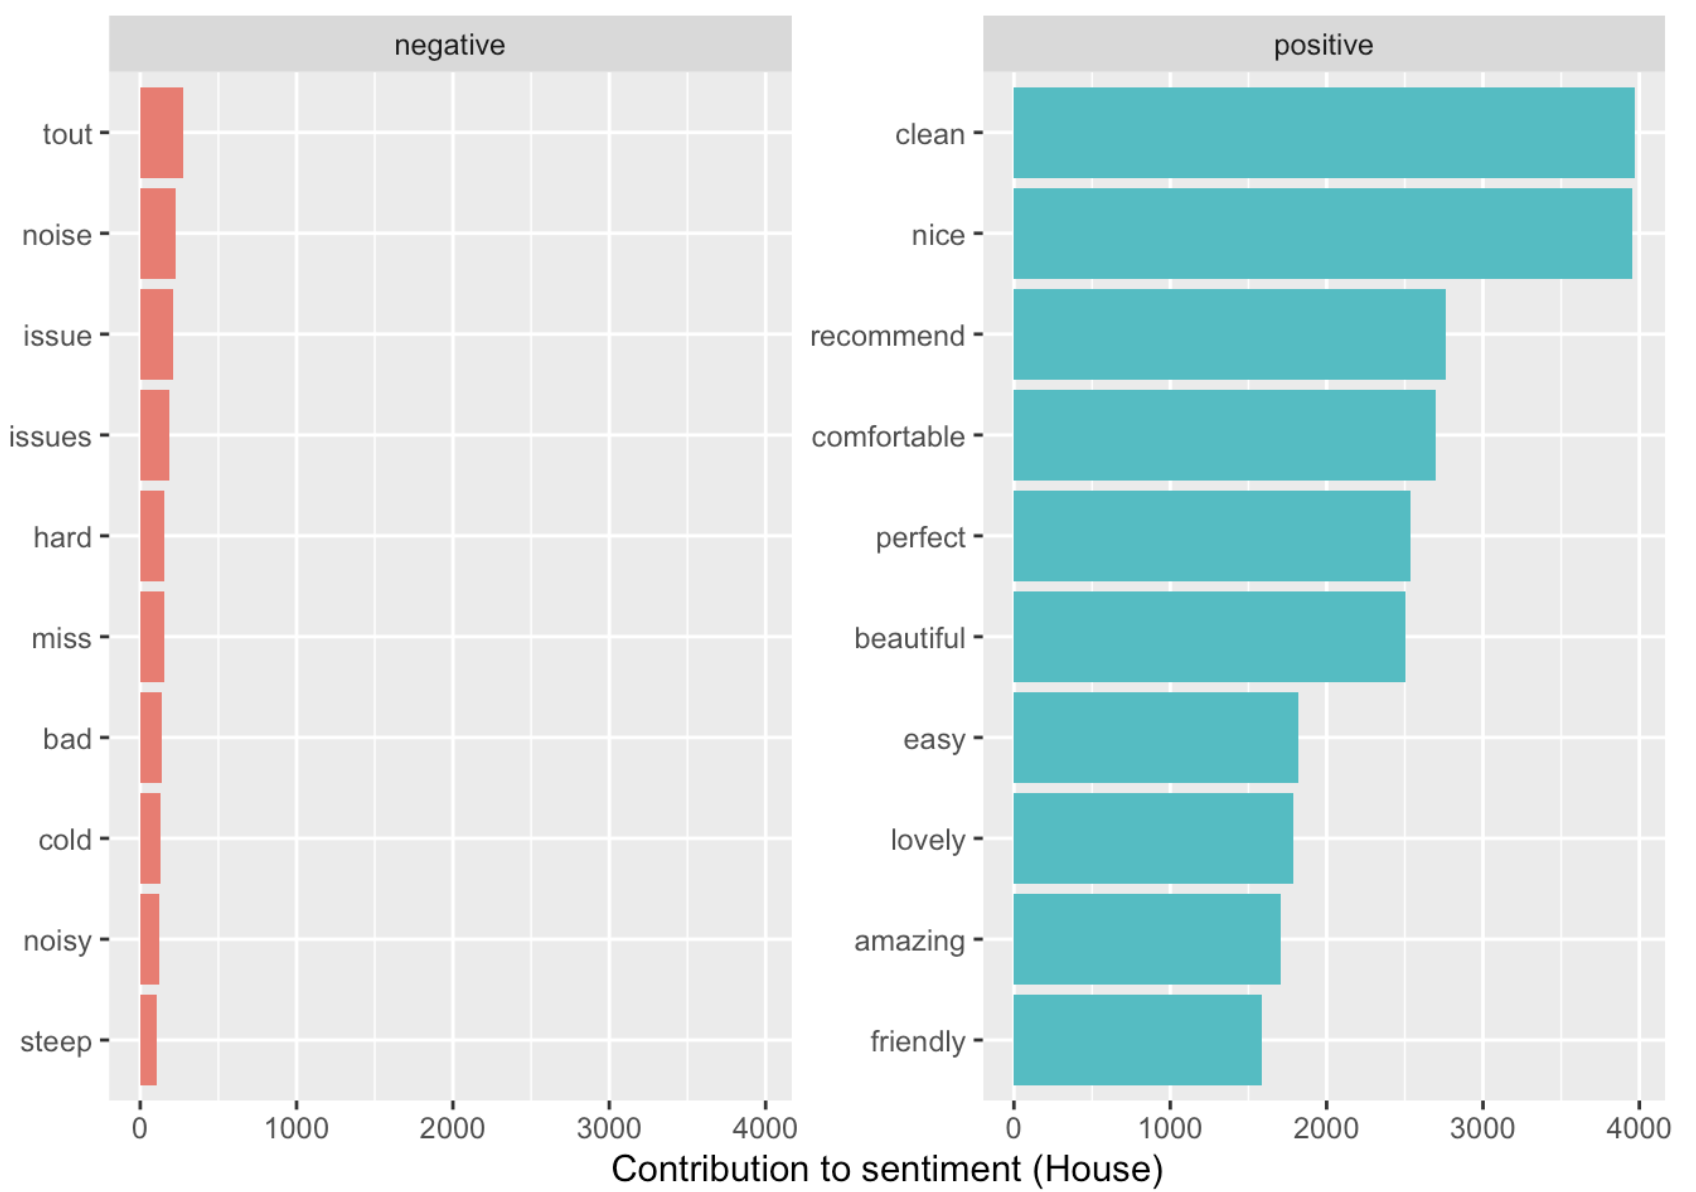 negative
tout
noise
issue
issues
hard
miss
bad
cold
noisy
steep
0 1000 2000 3000 4000
positive
clean
nice
recommend
comfortable
perfect
beautiful
easy
lovely
amazing
friendly
0 1000 2000 3000 4000
Contribution to sentiment (House)